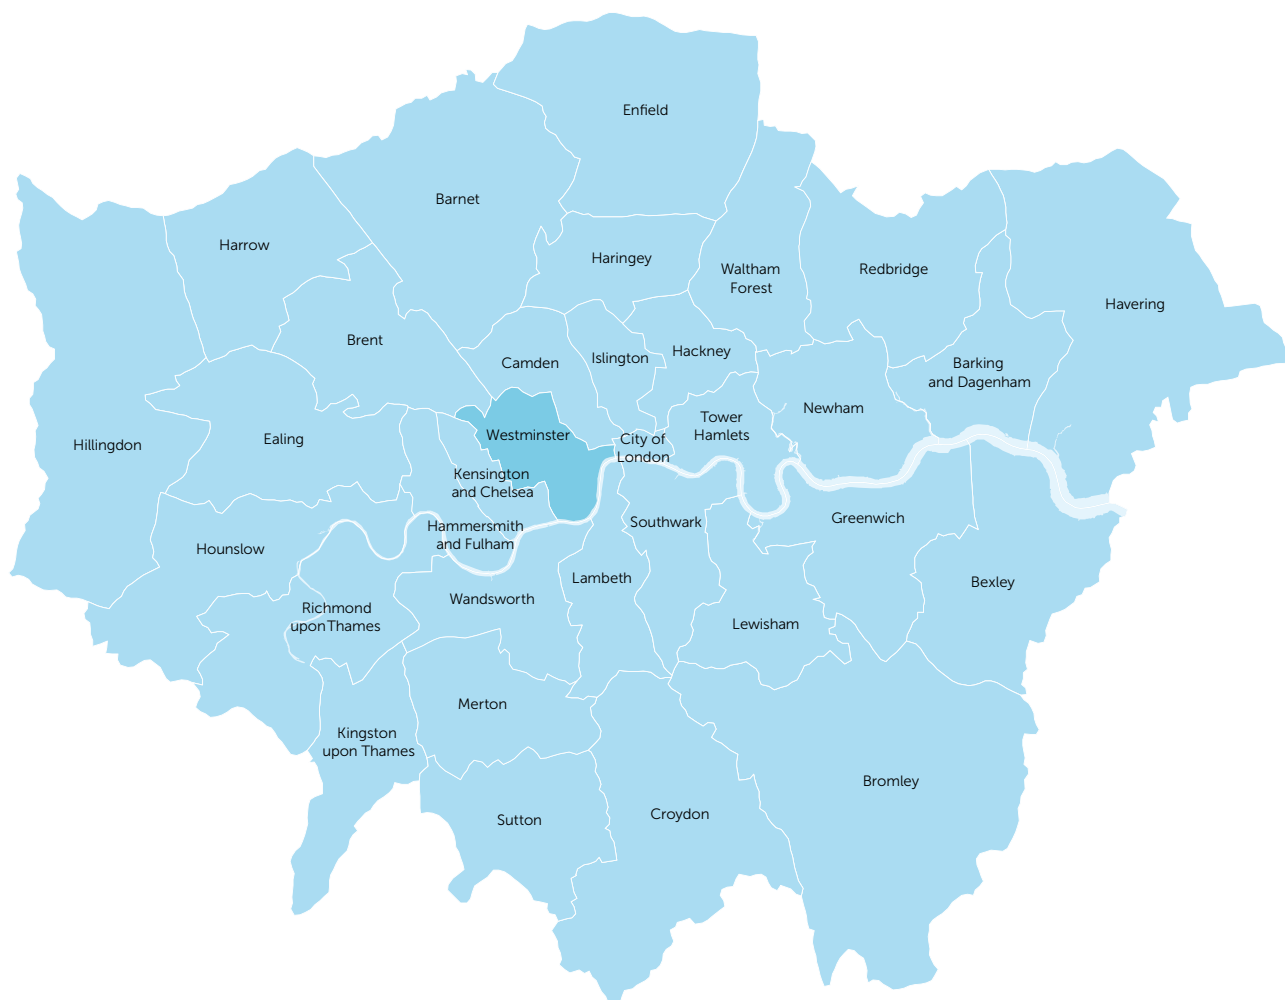 Enfield
Barnet
Harrow
Haringey
Waltham
Forest
Redbridge
Havering
Brent
Camden
Islington
Hackney
Barking
and Dagenham
Newham
Hillingdon
Ealing
Westminster
City of
London
Tower
Hamlets
Kensington
and Chelsea
Hammersmith
and Fulham
Southwark
Greenwich
Hounslow
Lambeth
Bexley
Richmond
upon Thames
Wandsworth
Lewisham
Merton
Kingston
upon Thames
Bromley
Sutton
Croydon